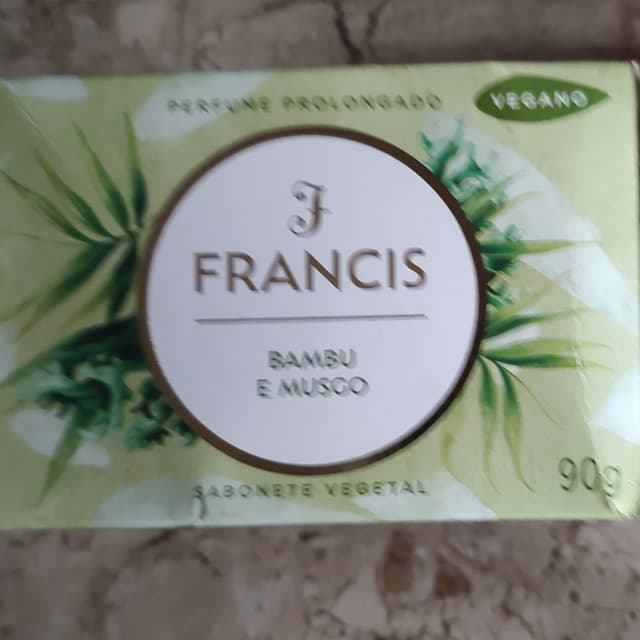 PERFUME PROLONGADO
VEGANO
F
FRANCIS
BAMBU
E MUSGO
SABONETE VEGETAL
90g